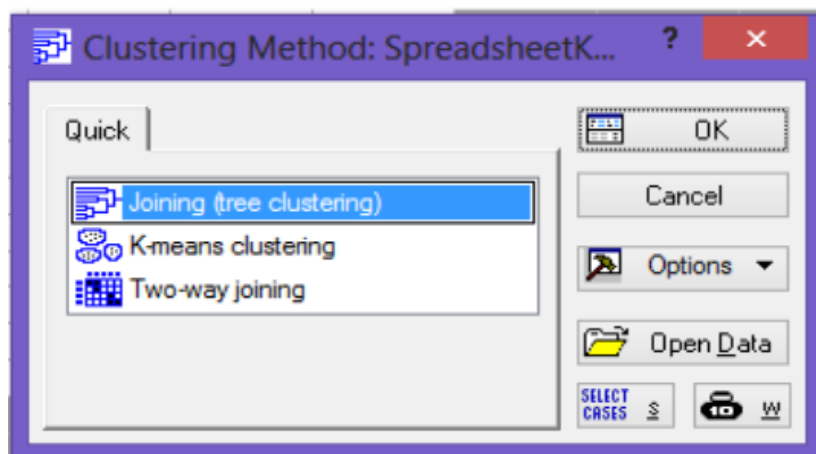 Clustering Method: SpreadsheetK...
?
×
Quick
Joining (tree clustering)
K-means clustering
Two-way joining
OK
Cancel
Options
Open Data
SELECT CASES S
10 W